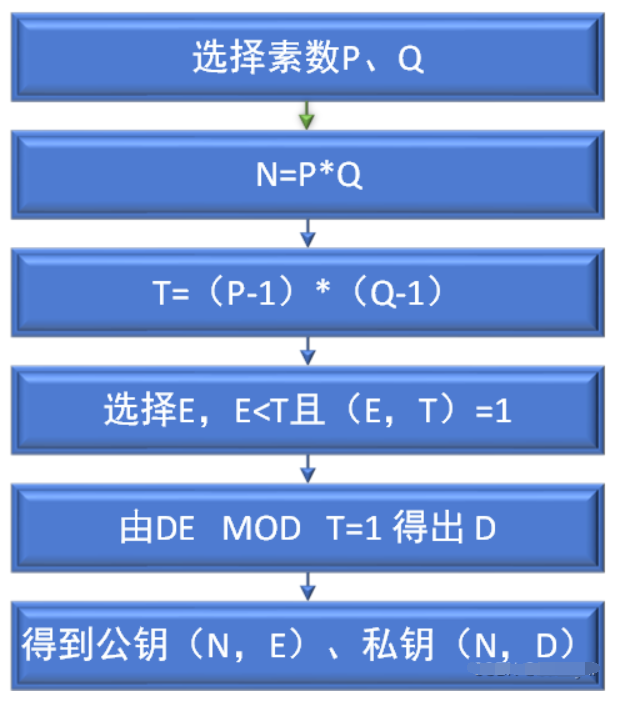 选择素数P、Q
N=P*Q
T=（P-1）*（Q-1）
选择E，E<T且（E，T）=1
由DE MOD T=1 得出 D
得到公钥（N，E）、私钥（N，D）